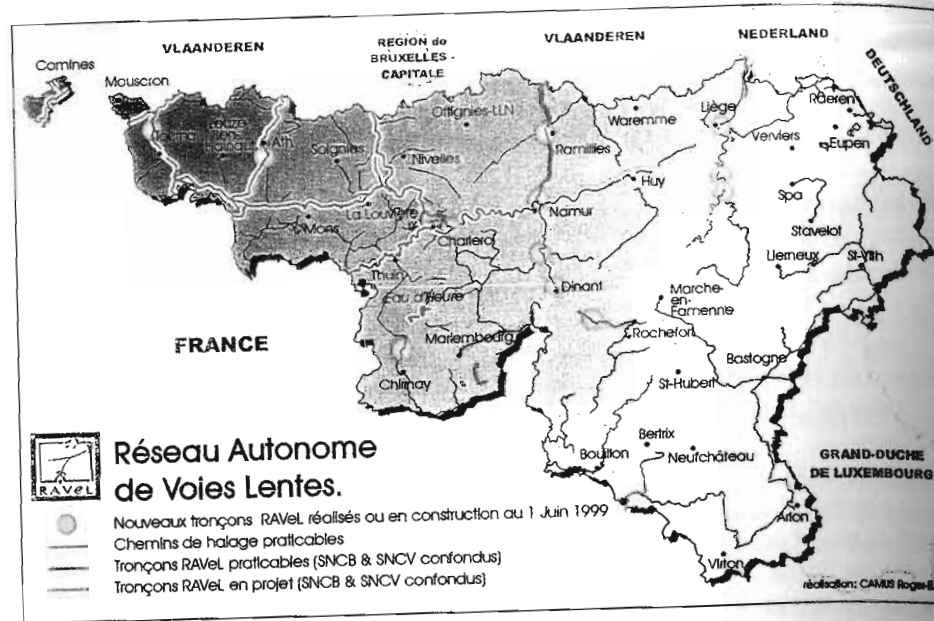 VLAANDEREN
REGION de
BRUXELLES -
CAPITALE
VLAANDEREN
NEDERLAND
DEUTSCHLAND
Comines
Mouscron
Tournai
Ath
Soignies
Ottignies-LLN
Nivelles
Ramillies
Waremme
Liège
Verviers
Raeren
Eupen
Huy
Spa
Stavelot
La Louvière
Mons
Charleroi
Namur
Lierneux
St-Vith
Thuin
Eau d'Heure
Dinant
Marche-
en-
Famenne
FRANCE
Mariembourg
Rochefort
Bastogne
Chimay
St-Hubert
Bertrix
Bouillon
Neufchâteau
GRAND-DUCHE
DE LUXEMBOURG
Arlon
Virton
RAVeL
Réseau Autonome
de Voies Lentes.
Nouveaux tronçons RAVeL réalisés ou en construction au 1 Juin 1999
Chemins de halage praticables
Tronçons RAVeL praticables (SNCB & SNCV confondus)
Tronçons RAVeL en projet (SNCB & SNCV confondus)
réalisation: CAMUS Roger-